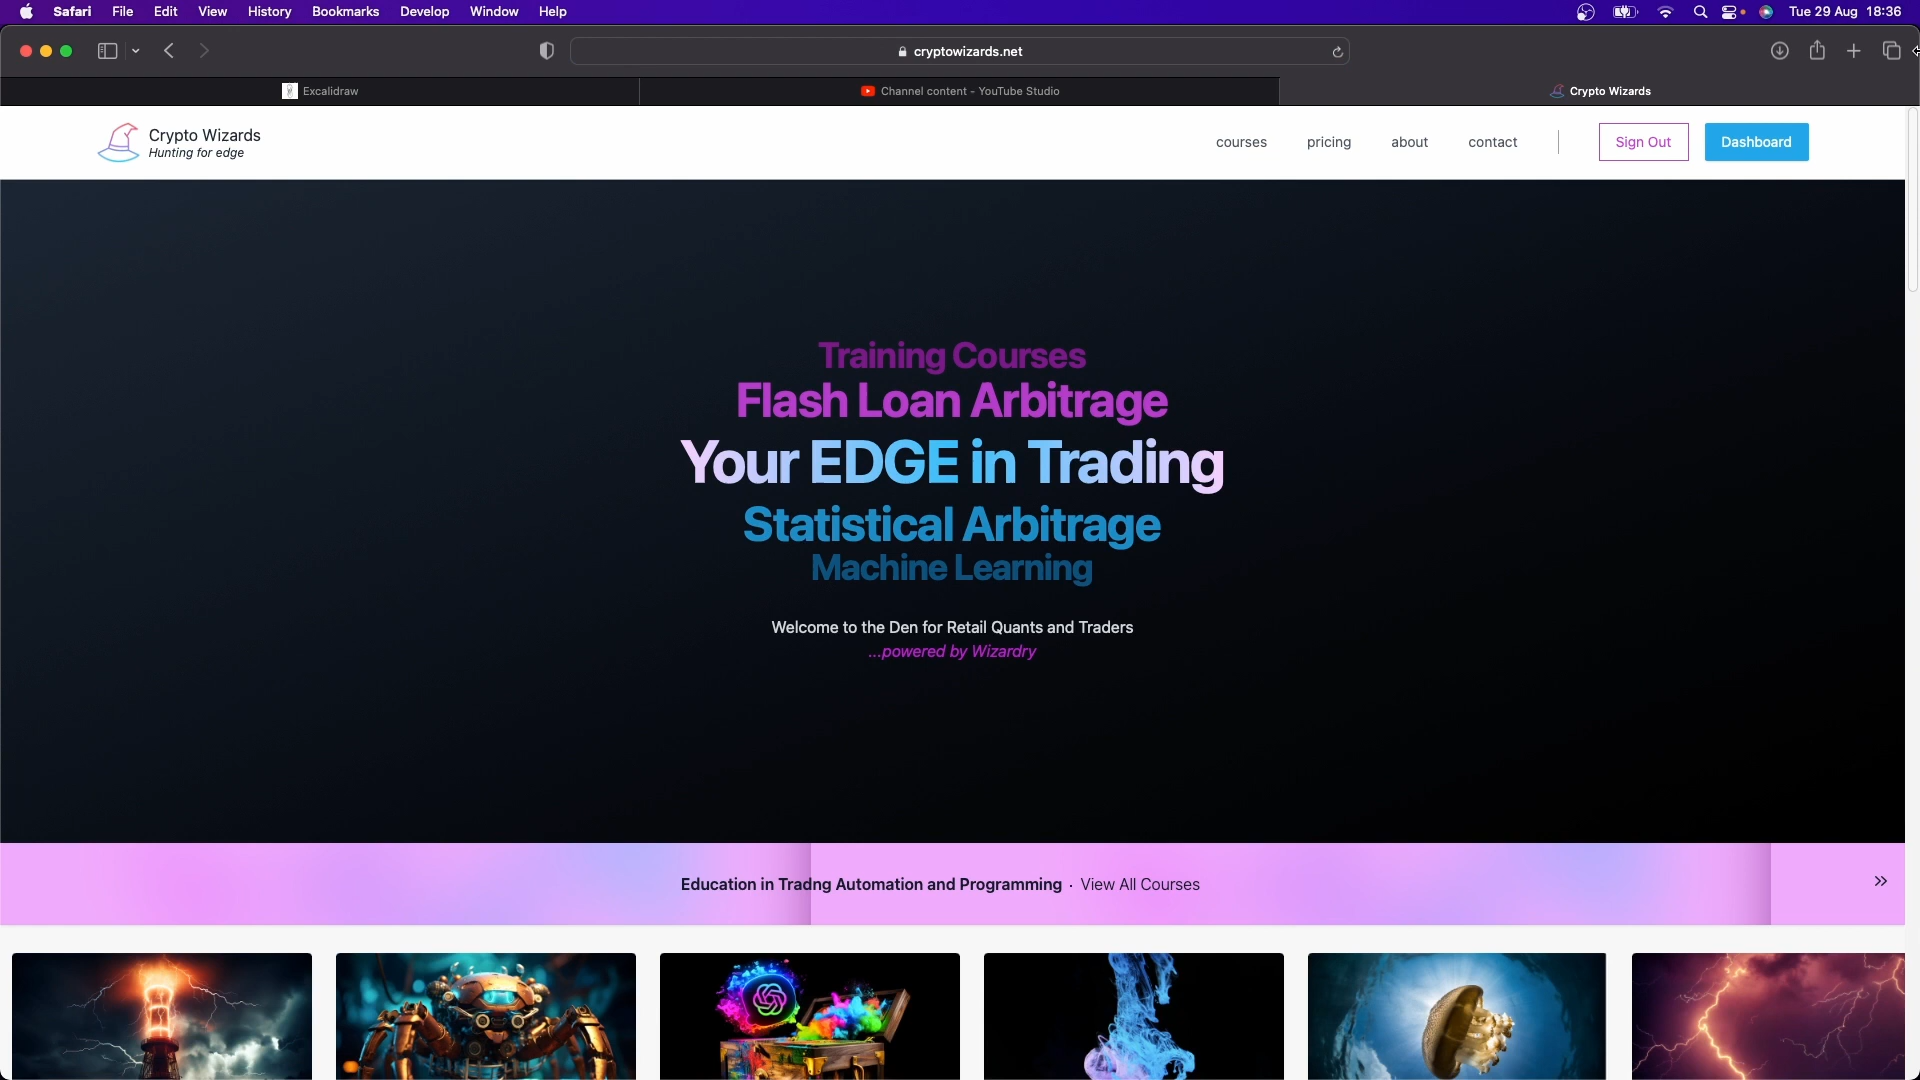 Safari File Edit View History Bookmarks Develop Window Help Tue 29 Aug 18:36
cryptowizards.net
Excalidraw Channel content - YouTube Studio Crypto Wizards
Crypto Wizards
Hunting for edge
courses pricing about contact Sign Out Dashboard
Training Courses
Flash Loan Arbitrage
Your EDGE in Trading
Statistical Arbitrage
Machine Learning
Welcome to the Den for Retail Quants and Traders
...powered by Wizardry
Education in Tradng Automation and Programming · View All Courses